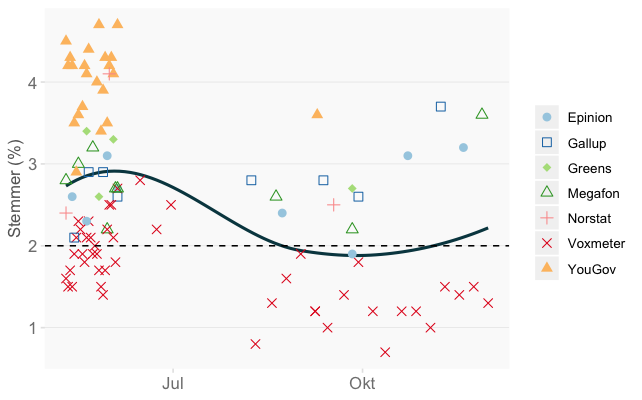 Stemmer (%)
4
3
2
1
Jul
Okt
Epinion
Gallup
Greens
Megafon
Norstat
Voxmeter
YouGov